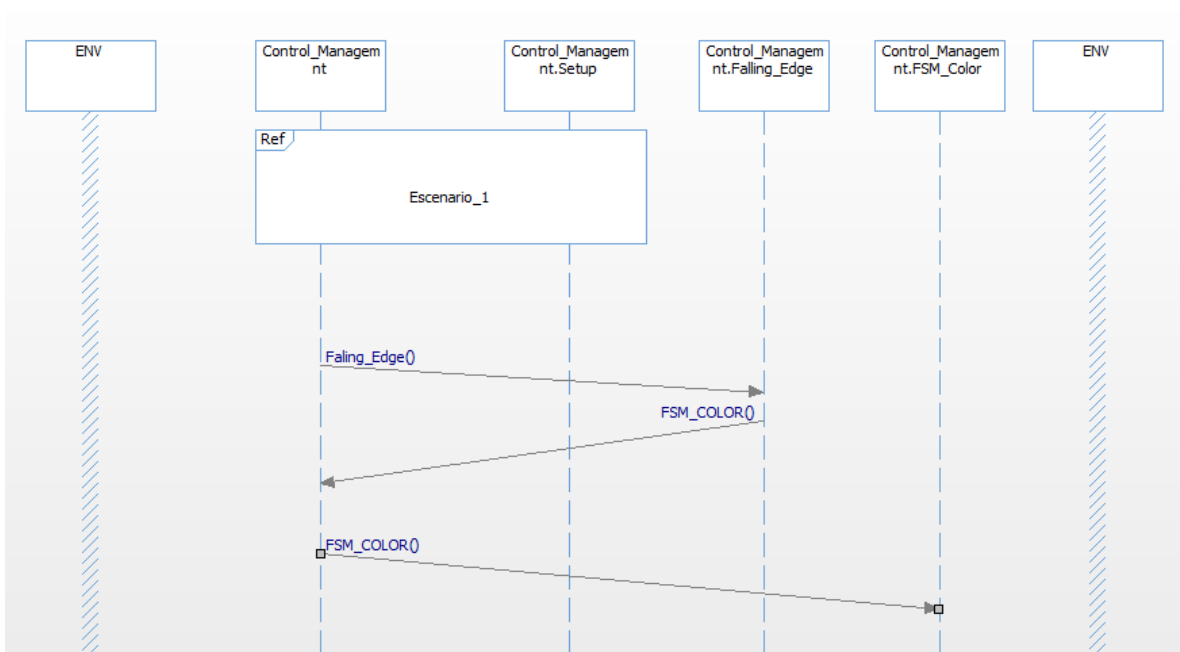 ENV
Control_Managem
nt
Control_Managem
nt.Setup
Control_Managem
nt.Falling_Edge
Control_Managem
nt.FSM_Color
ENV
Ref
Escenario_1
Faling_Edge()
FSM_COLOR()
FSM_COLOR()